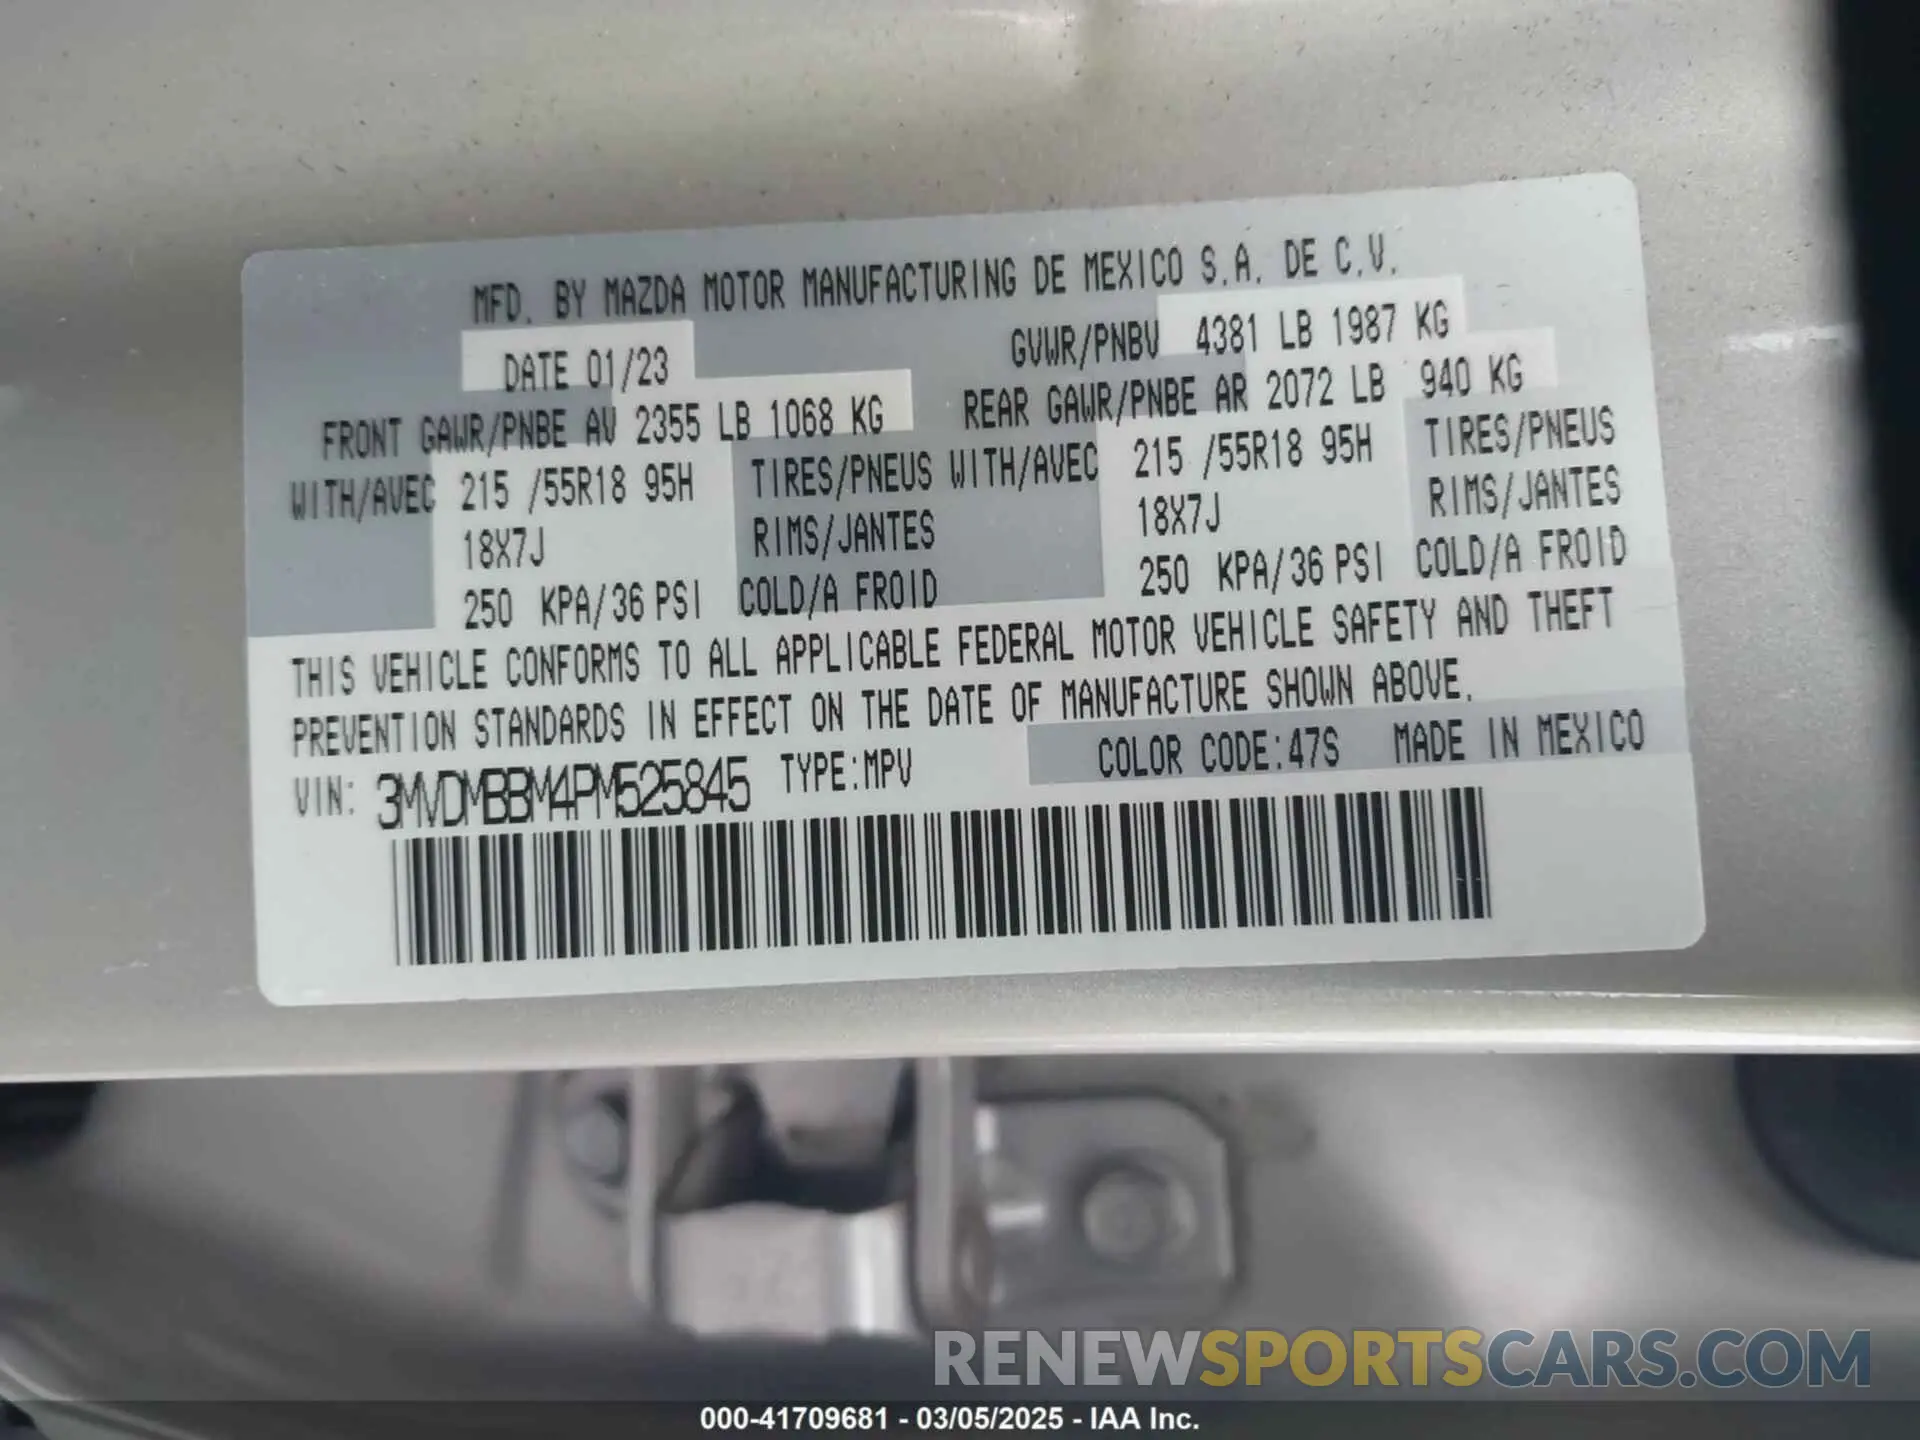 MFD. BY MAZDA MOTOR MANUFACTURING DE MEXICO S.A. DE C.V.
DATE 01/23 GVWR/PNBV 4381 LB 1987 KG
FRONT GAWR/PNBE AV 2355 LB 1068 KG REAR GAWR/PNBE AR 2072 LB 940 KG
WITH/AVEC 215 /55R18 95H TIRES/PNEUS WITH/AVEC 215 /55R18 95H TIRES/PNEUS
18X7J RIMS/JANTES 18X7J RIMS/JANTES
250 KPA/36 PSI COLD/A FROID 250 KPA/36 PSI COLD/A FROID
THIS VEHICLE CONFORMS TO ALL APPLICABLE FEDERAL MOTOR VEHICLE SAFETY AND THEFT
PREVENTION STANDARDS IN EFFECT ON THE DATE OF MANUFACTURE SHOWN ABOVE.
VIN: 3MVDMBBM4PM525845 TYPE:MPV COLOR CODE:47S MADE IN MEXICO
RENEWSPORTSCARS.COM
000-41709681 - 03/05/2025 - IAA Inc.